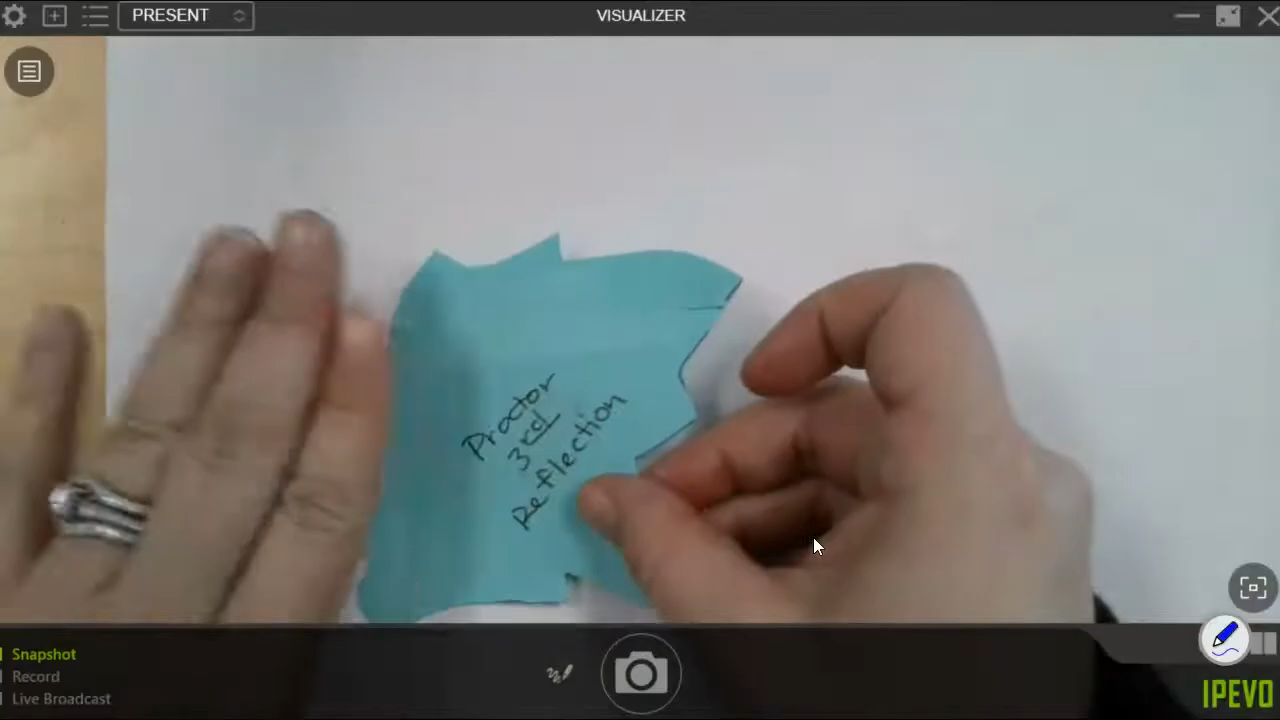 PRESENT
VISUALIZER
Proctor
3rd
Reflection
Snapshot
Record
Live Broadcast
IPEVO